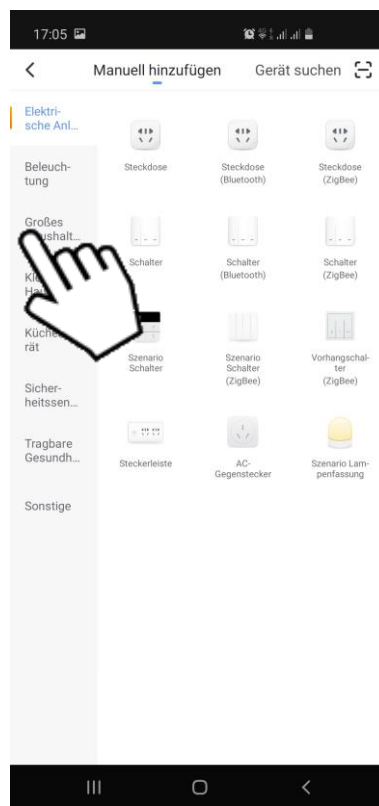 17:05
Manuell hinzufügen Gerät suchen
Elektri-
sche Anl...
Beleuch-
tung
Großes
Sicher-
heitssen...
Tragbare
Gesundh...
Sonstige
Steckdose
Steckdose
(Bluetooth)
Steckdose
(ZigBee)
Schalter
Schalter
(Bluetooth)
Schalter
(ZigBee)
Szenario
Schalter
Szenario
Schalter
(ZigBee)
Vorhangschal-
ter
(ZigBee)
Steckerleiste
AC-
Gegenstecker
Szenario Lam-
penfassung